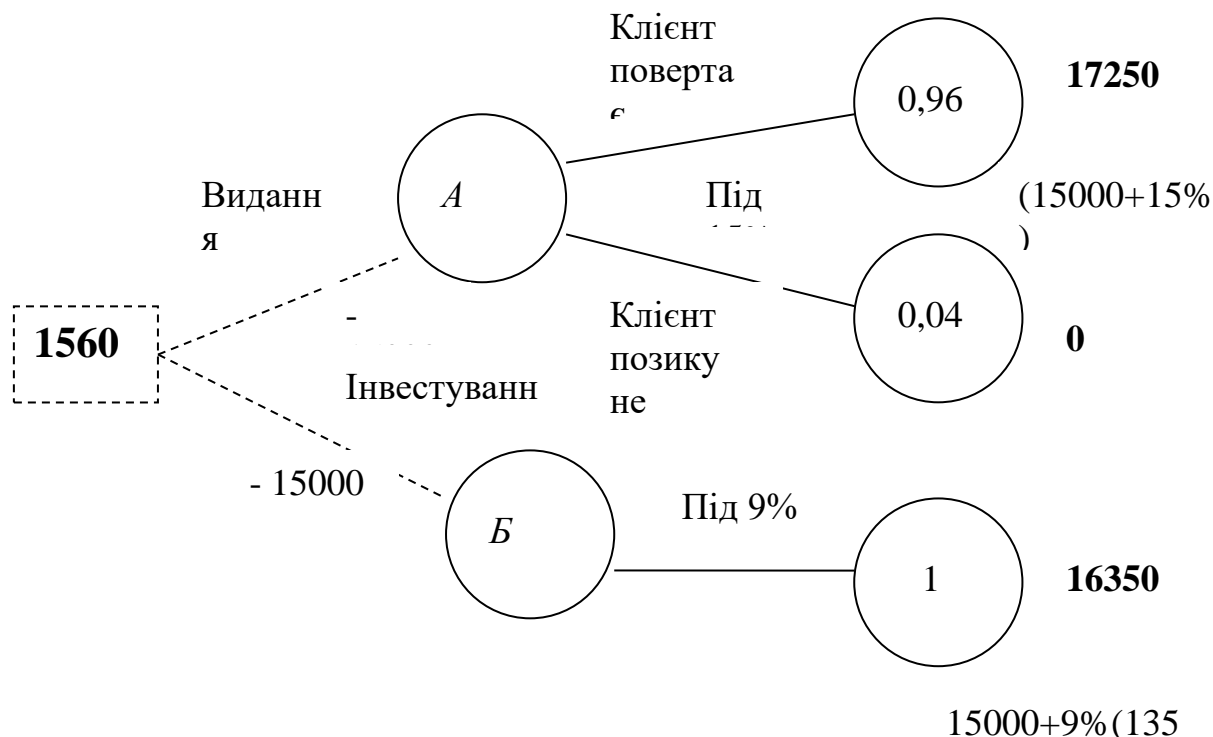 Клієнт
поверта
є
17250
0,96
Виданн
я
А
Під
(15000+15%
)
1560
-
Клієнт
позику
не
0,04
0
Інвестуванн
- 15000
Б
Під 9%
1
16350
15000+9%(135